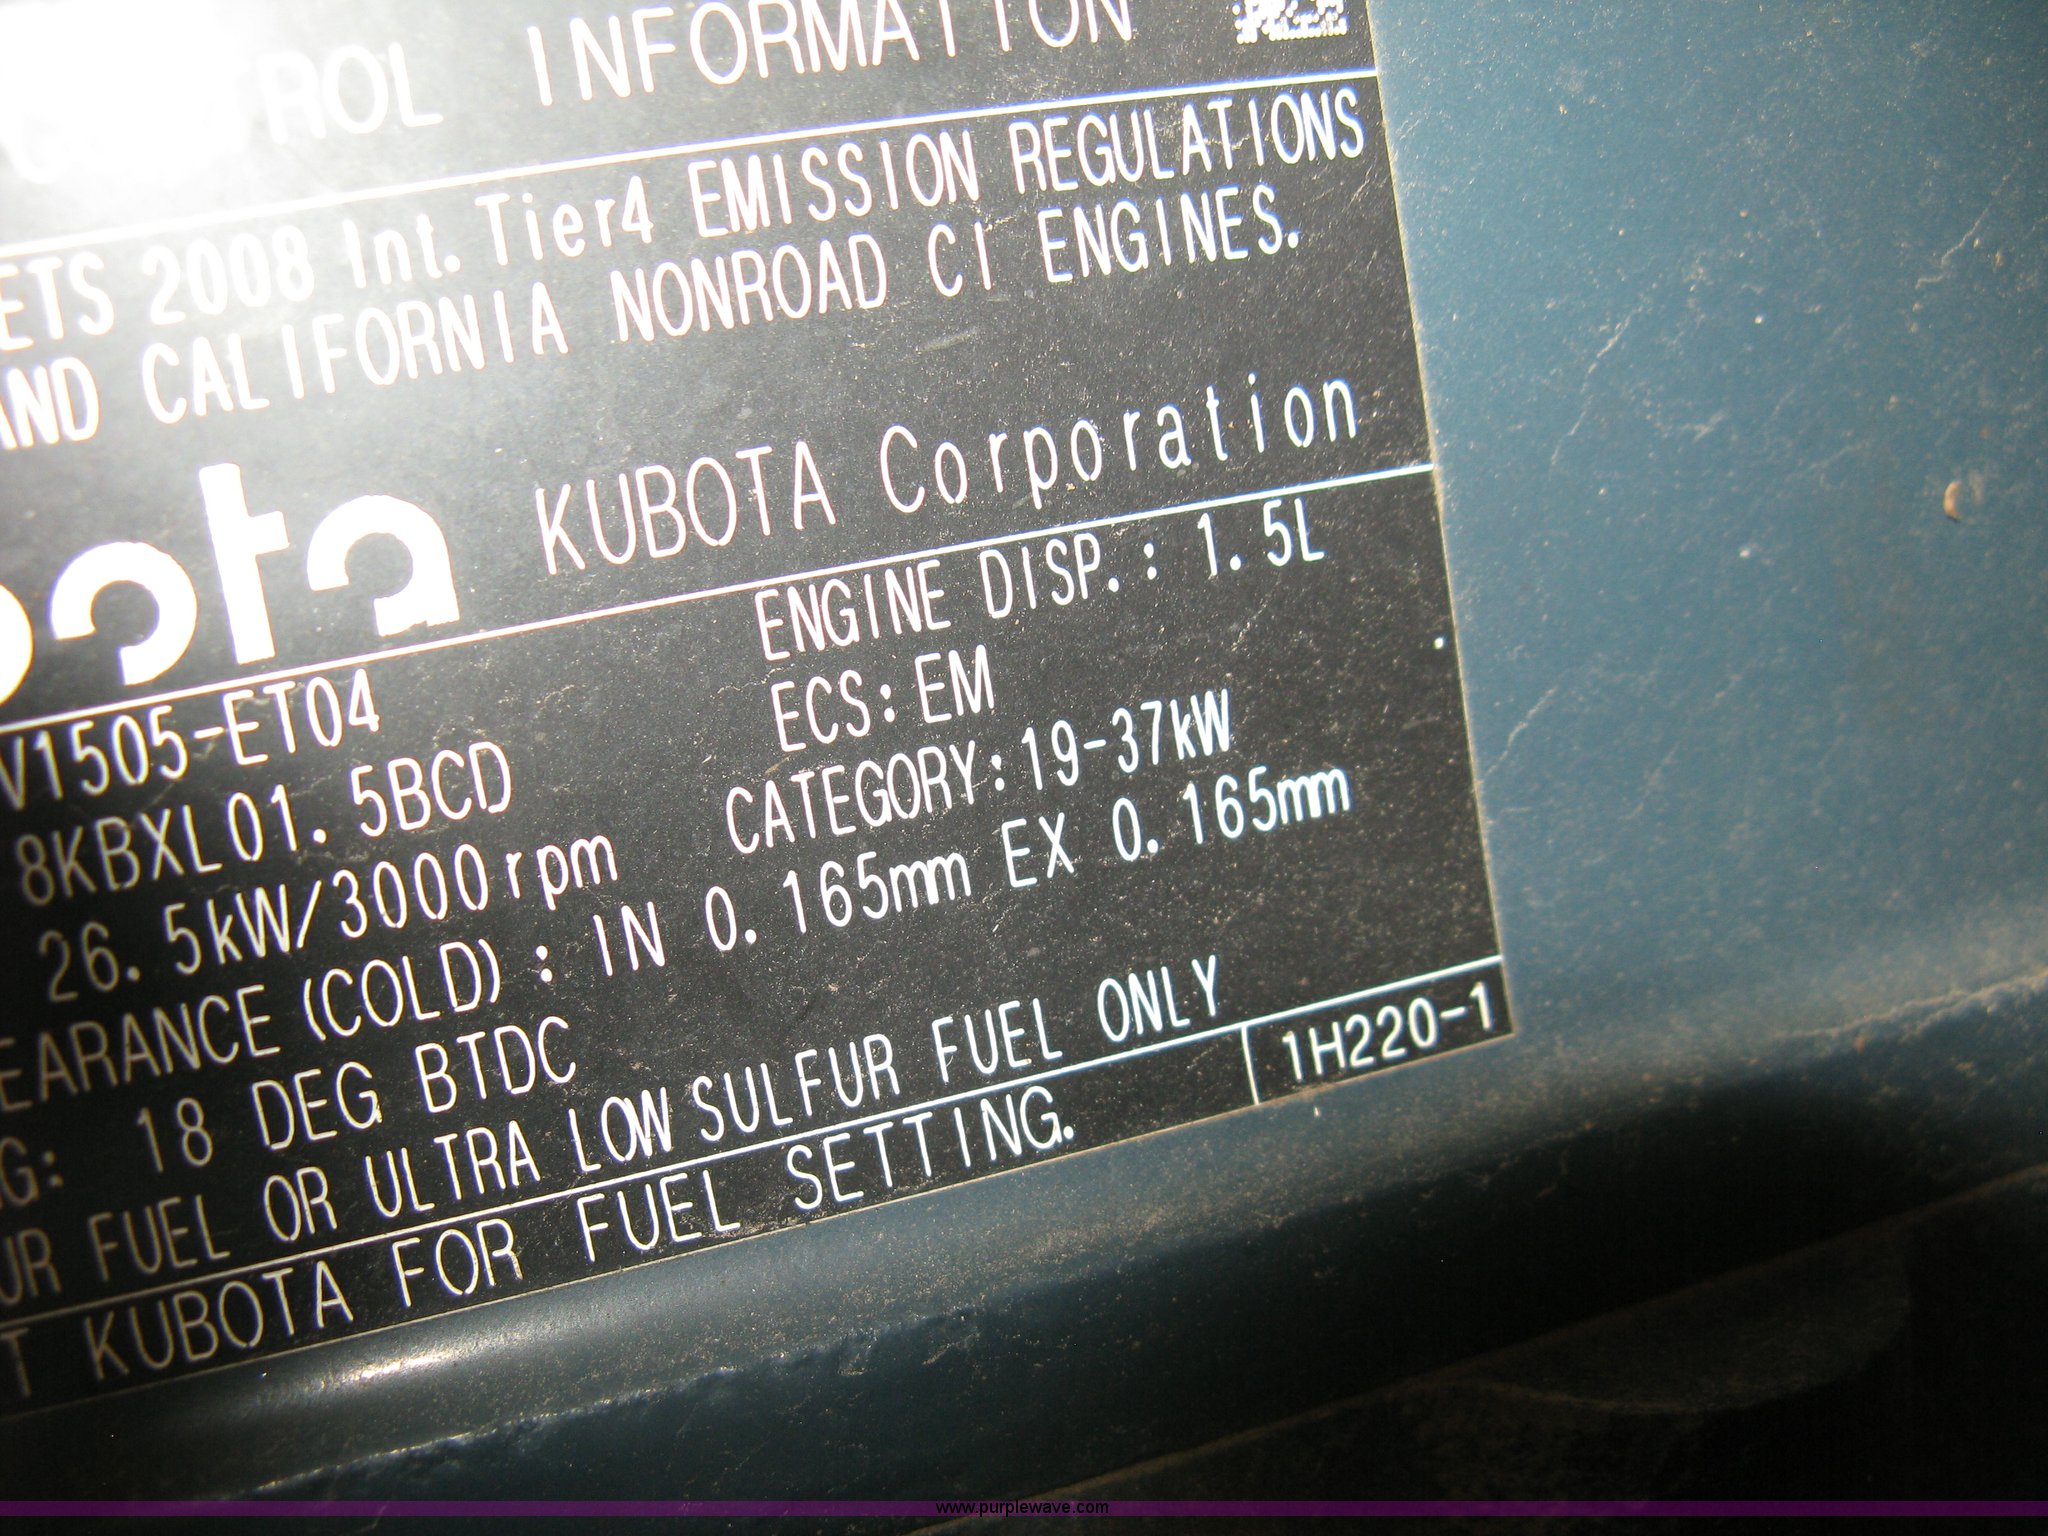 CONTROL INFORMATION
ETS 2008 Int. Tier4 EMISSION REGULATIONS
AND CALIFORNIA NONROAD CI ENGINES.
ota KUBOTA Corporation
V1505-ET04 ENGINE DISP.: 1.5L
8KBXL01.5BCD ECS: EM
26.5kW/3000rpm CATEGORY: 19-37kW
EARANCE (COLD): IN 0.165mm EX 0.165mm
G: 18 DEG BTDC
UR FUEL OR ULTRA LOW SULFUR FUEL ONLY
T KUBOTA FOR FUEL SETTING. 1H220-1
www.purplewave.com